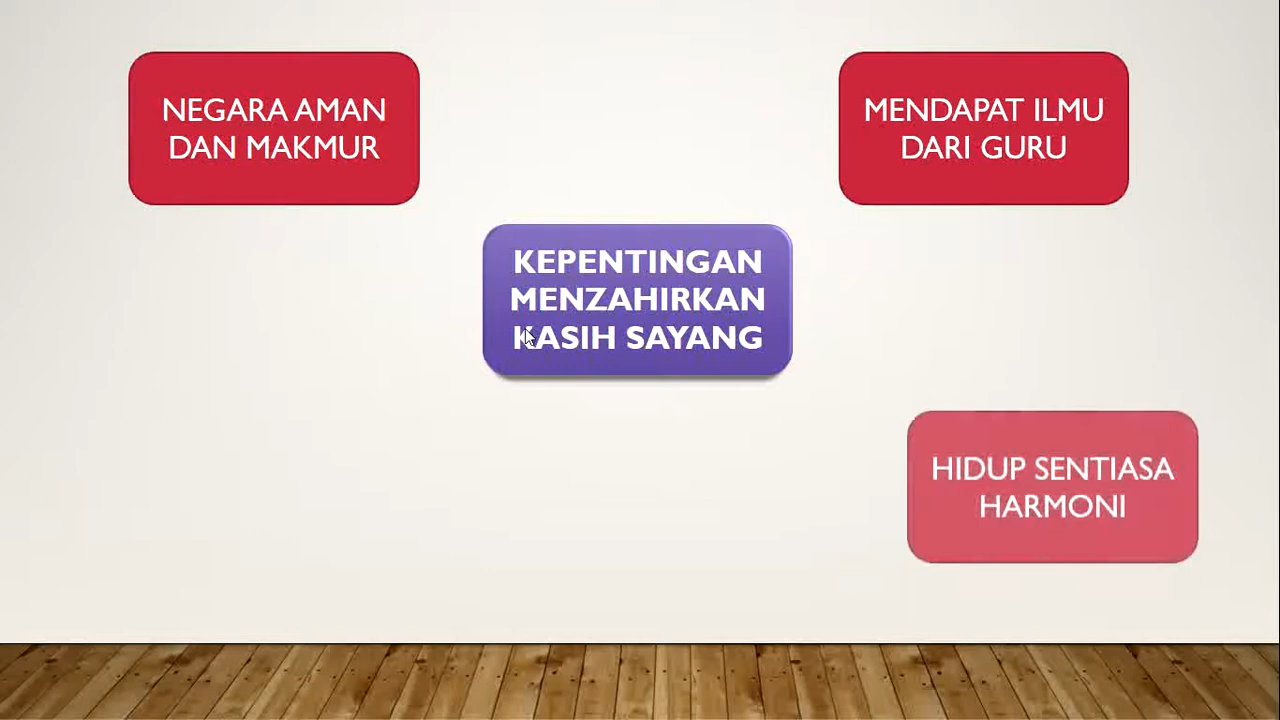 NEGARA AMAN
DAN MAKMUR
MENDAPAT ILMU
DARI GURU
KEPENTINGAN
MENZAHIRKAN
KASIH SAYANG
HIDUP SENTIASA
HARMONI